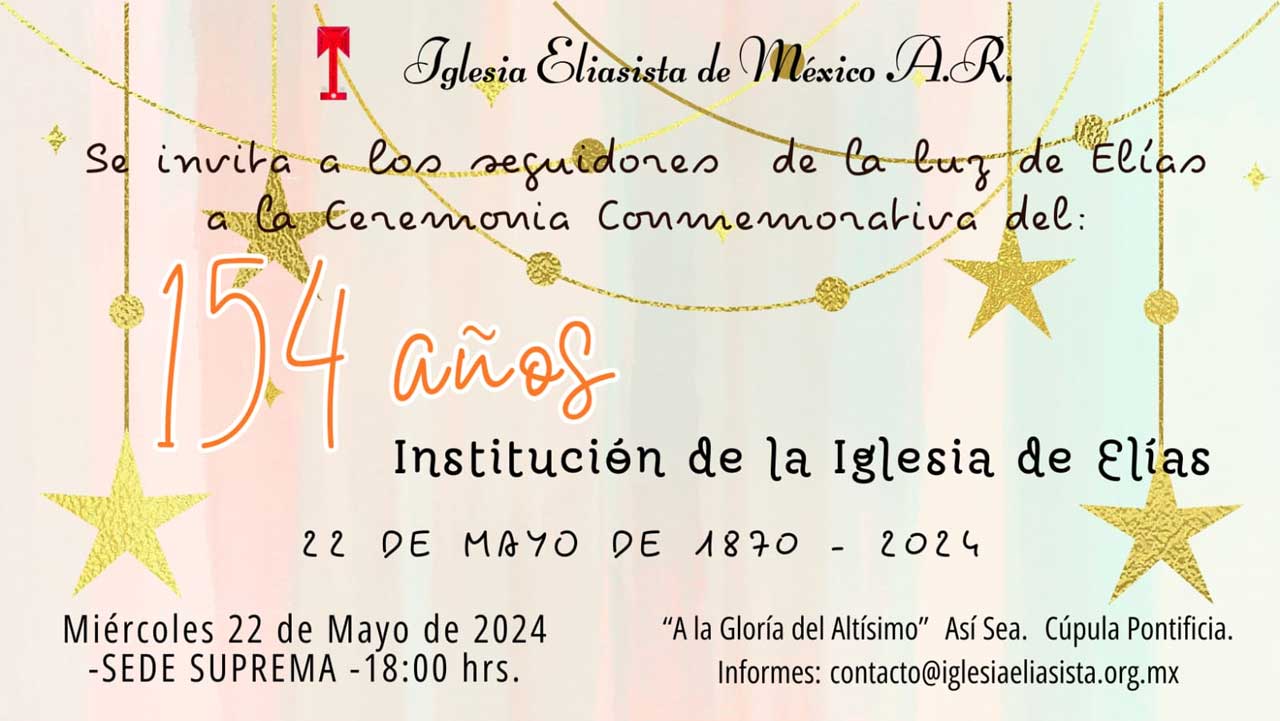 Iglesia Eliasista de México A.R.
Se invita a los seguidores de la luz de Elías
a la Ceremonia Conmemorativa del:
154 años
Institución de la Iglesia de Elías
22 DE MAYO DE 1870 - 2024
Miércoles 22 de Mayo de 2024
-SEDE SUPREMA -18:00 hrs.
“A la Gloría del Altísimo” Así Sea. Cúpula Pontificia.
Informes: contacto@iglesiaeliasista.org.mx